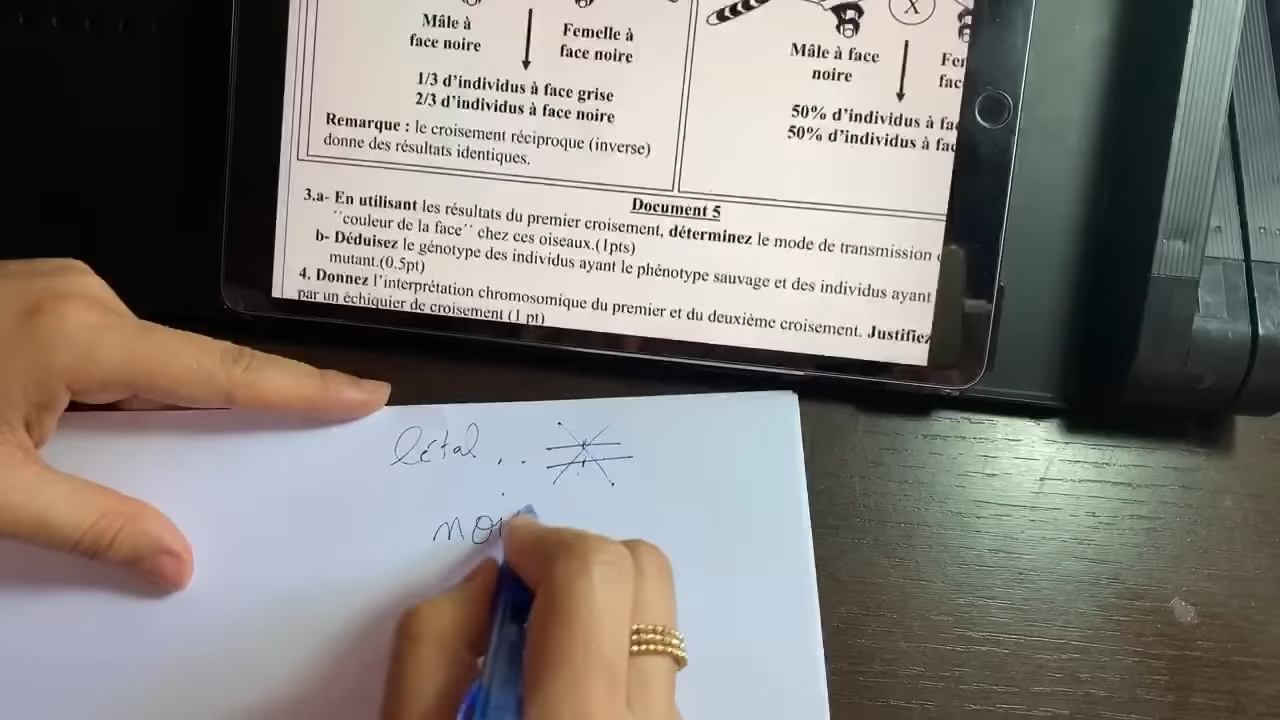 Mâle à
face noire
Femelle à
face noire
1/3 d'individus à face grise
2/3 d'individus à face noire
Remarque : le croisement réciproque (inverse)
donne des résultats identiques.
X
Mâle à face
noire
50% d'individus à
50% d'individus à
Document 5
3.a- En utilisant les résultats du premier croisement, déterminez le mode de transmission
´´couleur de la face´´ chez ces oiseaux.(1pts)
b- Déduisez le génotype des individus ayant le phénotype sauvage et des individus ayant
mutant.(0.5pt)
4. Donnez l'interprétation chromosomique du premier et du deuxième croisement. Justifiez
par un échiquier de croisement (1 pt)
létal ..
noi